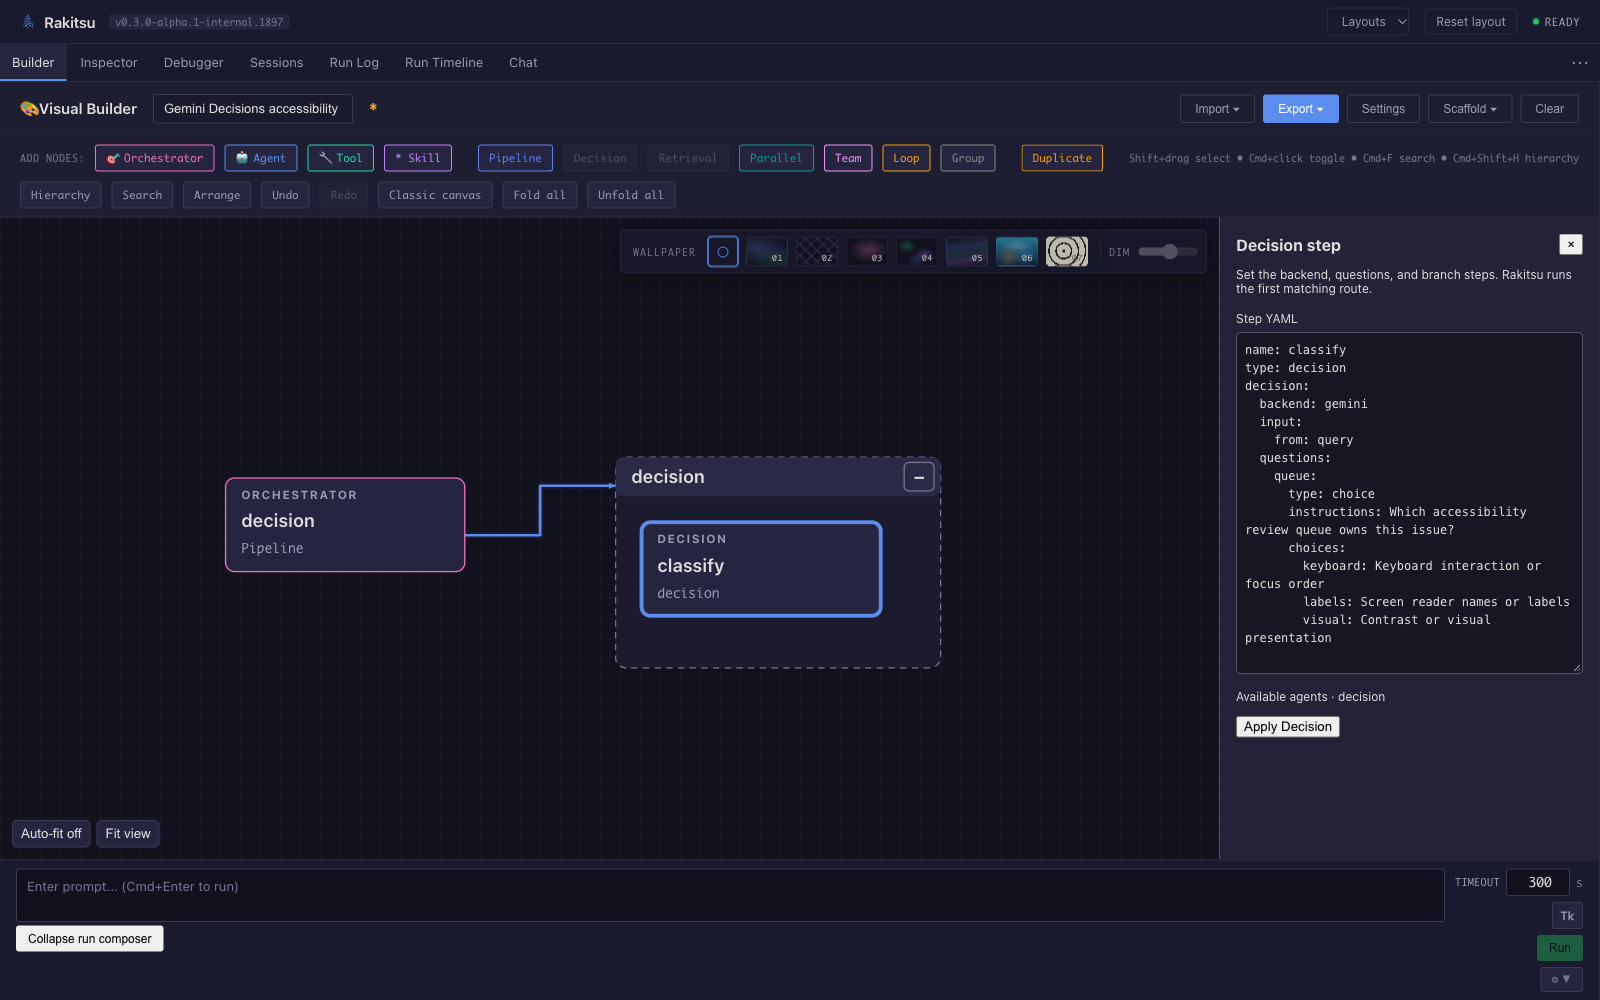 Rakitsu
v0.3.0-alpha.1-internal.1897
Layouts
Reset layout
READY
Builder
Inspector
Debugger
Sessions
Run Log
Run Timeline
Chat
Visual Builder
Gemini Decisions accessibility
*
Import
Export
Settings
Scaffold
Clear
ADD NODES:
Orchestrator
Agent
Tool
* Skill
Pipeline
Decision
Retrieval
Parallel
Team
Loop
Group
Duplicate
Shift+drag select ● Cmd+click toggle ● Cmd+F search ● Cmd+Shift+H hierarchy
Hierarchy
Search
Arrange
Undo
Redo
Classic canvas
Fold all
Unfold all
WALLPAPER
01
02
03
04
05
06
DIM
ORCHESTRATOR
decision
Pipeline
decision
DECISION
classify
decision
Auto-fit off
Fit view
Decision step
×
Set the backend, questions, and branch steps. Rakitsu runs
the first matching route.
Step YAML
name: classify
type: decision
decision:
backend: gemini
input:
from: query
questions:
queue:
type: choice
instructions: Which accessibility
review queue owns this issue?
choices:
keyboard: Keyboard interaction or
focus order
labels: Screen reader names or labels
visual: Contrast or visual
presentation
Available agents · decision
Apply Decision
Enter prompt... (Cmd+Enter to run)
Collapse run composer
TIMEOUT
300
s
Tk
Run